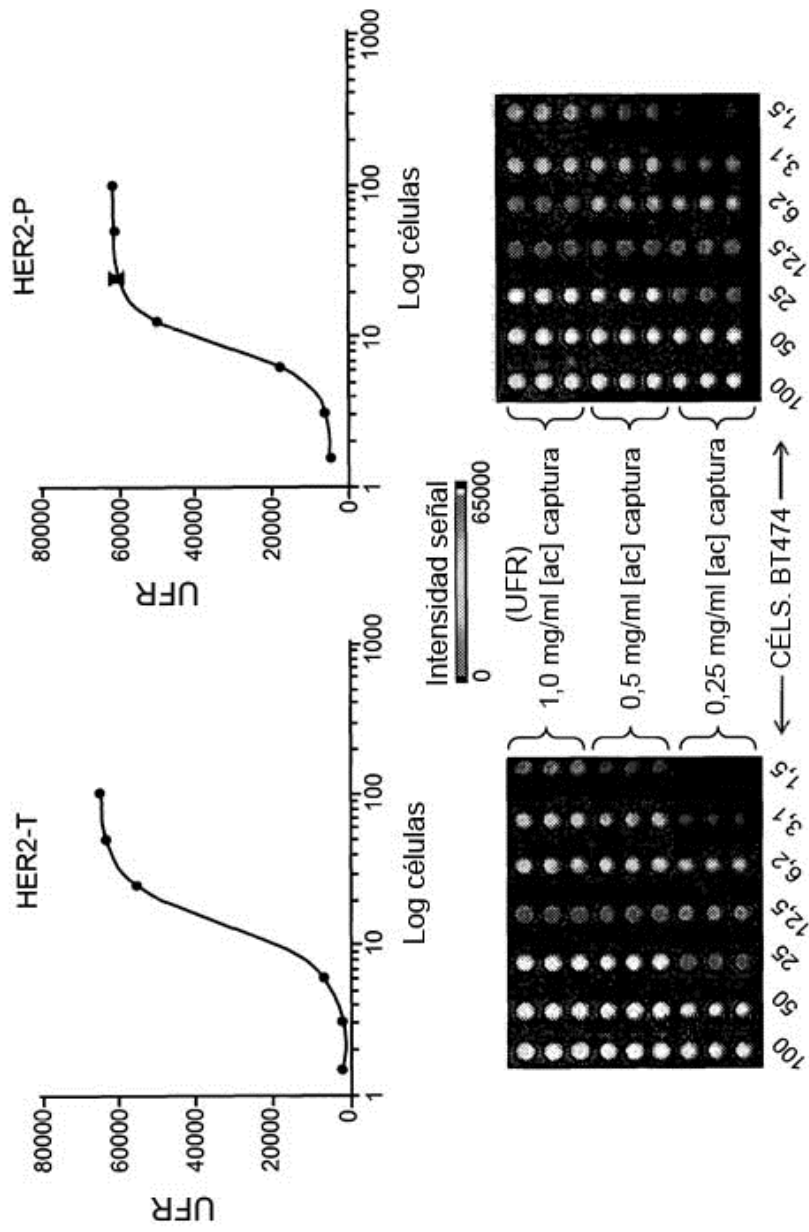 HER2-T
80000
60000
40000
20000
0
UFR
1
10
100
1000
Log células
HER2-P
80000
60000
40000
20000
0
UFR
1
10
100
1000
Log células
Intensidad señal
0
65000
(UFR)
1,0 mg/ml [ac] captura
0,5 mg/ml [ac] captura
0,25 mg/ml [ac] captura
100
50
25
12,5
6,2
3,1
1,5
← CÉLS. BT474 →
100
50
25
12,5
6,2
3,1
1,5